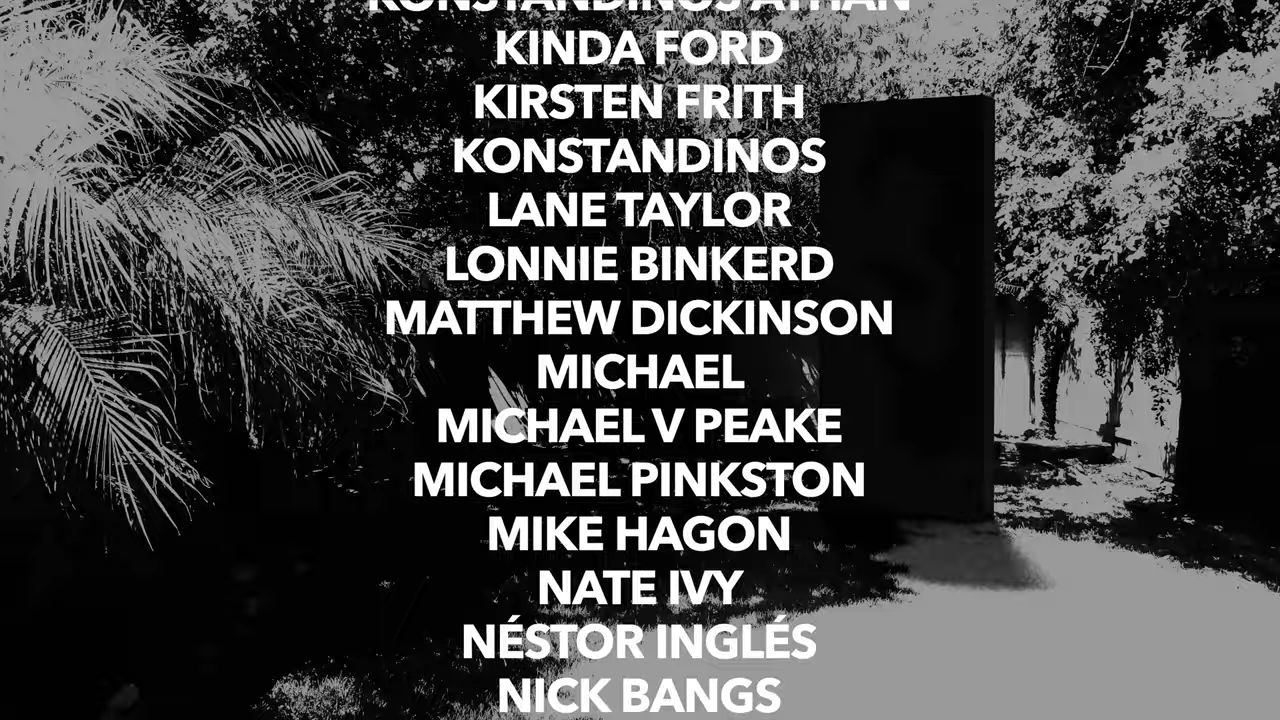 KONSTANDINOS
KINDA FORD
KIRSTEN FRITH
KONSTANDINOS
LANE TAYLOR
LONNIE BINKERD
MATTHEW DICKINSON
MICHAEL
MICHAEL V PEAKE
MICHAEL PINKSTON
MIKE HAGON
NATE IVY
NÉSTOR INGLÉS
NICK BANGS